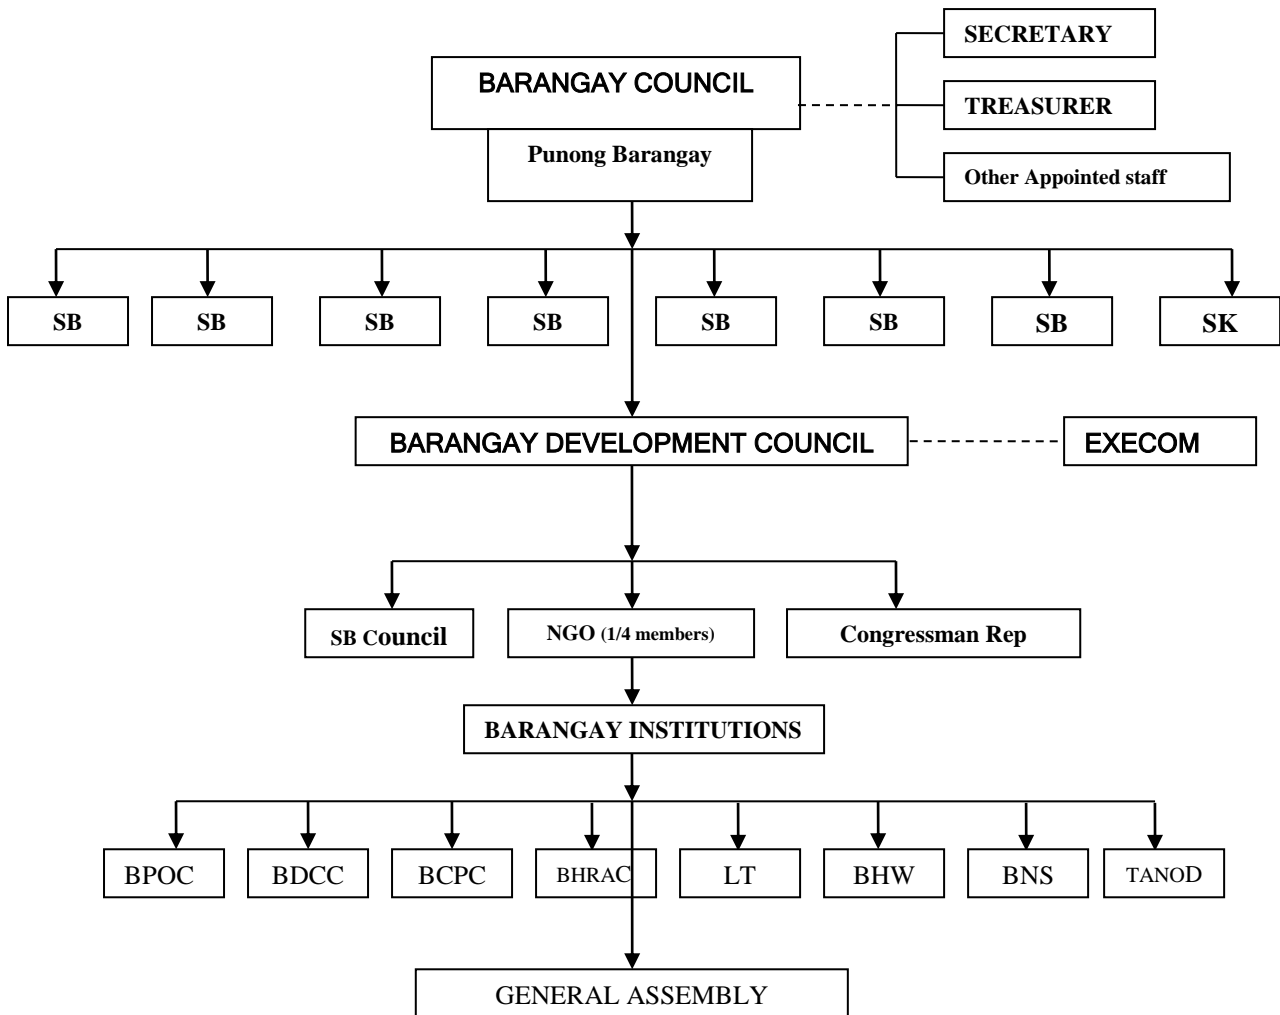 SECRETARY
BARANGAY COUNCIL
TREASURER
Punong Barangay
Other Appointed staff
SB
SB
SB
SB
SB
SB
SB
SK
BARANGAY DEVELOPMENT COUNCIL
EXECOM
SB Council
NGO (1/4 members)
Congressman Rep
BARANGAY INSTITUTIONS
BPOC
BDCC
BCPC
BHRAC
LT
BHW
BNS
TANOD
GENERAL ASSEMBLY